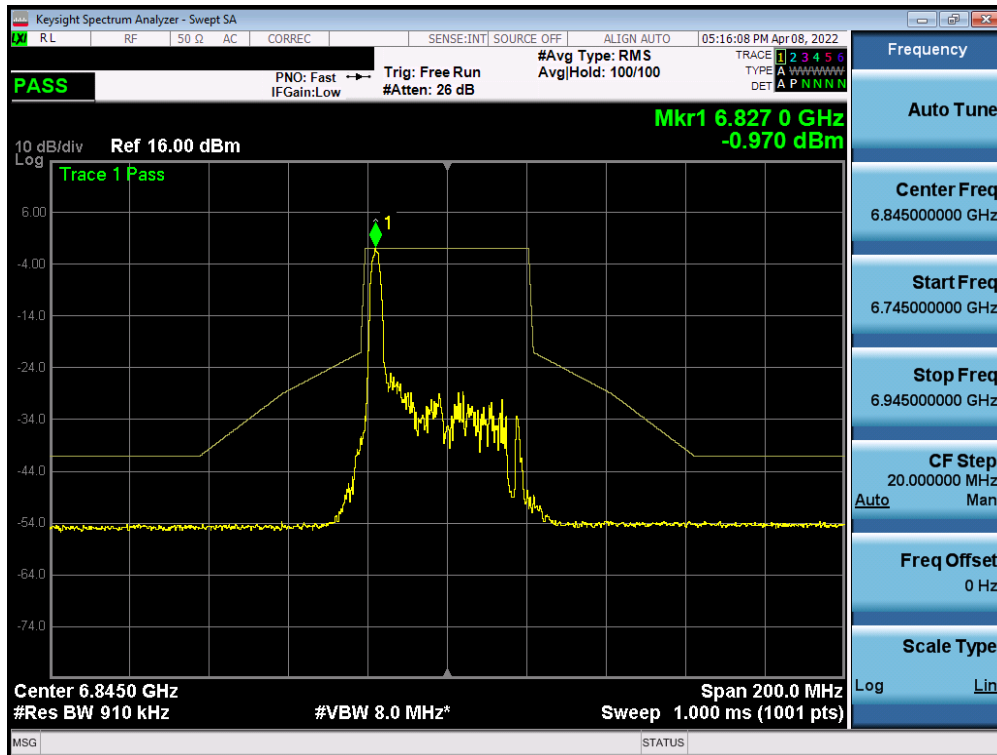 Keysight Spectrum Analyzer - Swept SA
LXI RL RF 50 Ω AC CORREC SENSE:INT SOURCE OFF ALIGN AUTO 05:16:08 PM Apr 08, 2022
PASS
PNO: Fast
IFGain:Low
Trig: Free Run
#Atten: 26 dB
#Avg Type: RMS
Avg|Hold: 100/100
TRACE 1 2 3 4 5 6
TYPE A WWWWW
DET A P N N N N
Mkr1 6.827 0 GHz
-0.970 dBm
10 dB/div Ref 16.00 dBm
Log
Trace 1 Pass
1
6.00
-4.00
-14.0
-24.0
-34.0
-44.0
-54.0
-64.0
-74.0
Center 6.8450 GHz Span 200.0 MHz
#Res BW 910 kHz #VBW 8.0 MHz* Sweep 1.000 ms (1001 pts)
MSG STATUS
Frequency
Auto Tune
Center Freq
6.845000000 GHz
Start Freq
6.745000000 GHz
Stop Freq
6.945000000 GHz
CF Step
20.000000 MHz
Auto Man
Freq Offset
0 Hz
Scale Type
Log Lin